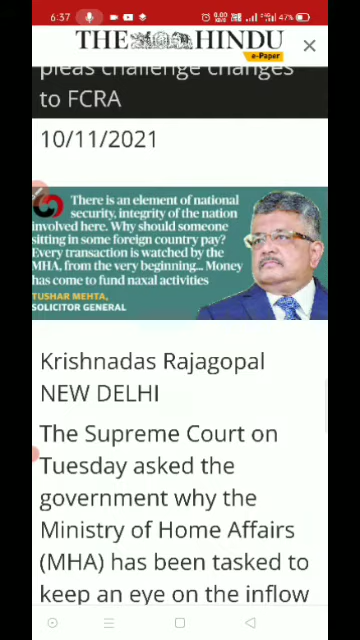 6:37
47%
THE HINDU
e-Paper
pleas challenge changes
to FCRA
10/11/2021
There is an element of national
security, integrity of the nation
involved here. Why should someone
sitting in some foreign country pay?
Every transaction is watched by the
MHA, from the very beginning... Money
has come to fund naxal activities
TUSHAR MEHTA,
SOLICITOR GENERAL
Krishnadas Rajagopal
NEW DELHI
The Supreme Court on
Tuesday asked the
government why the
Ministry of Home Affairs
(MHA) has been tasked to
keep an eye on the inflow